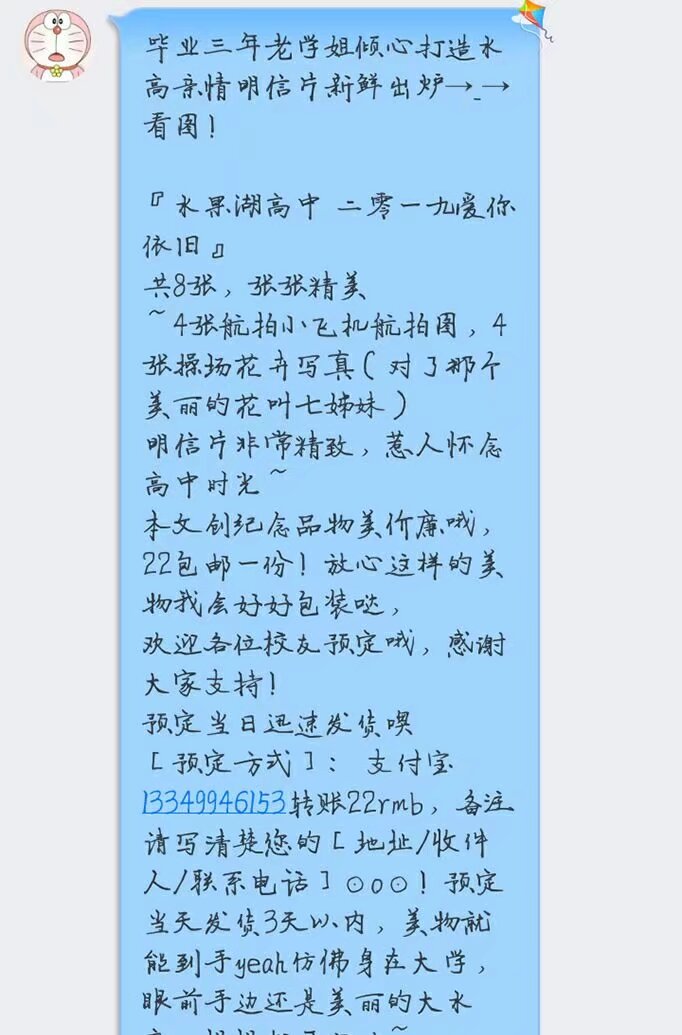 毕业三年老学姐倾心打造水
高亲情明信片新鲜出炉→_→
看图！
『水果湖高中 二零一九爱你
依旧』
共8张，张张精美
~4张航拍小飞机航拍图，4
张操场花卉写真(对了那个
美丽的花叫七姊妹)
明信片非常精致，惹人怀念
高中时光~
本文创纪念品物美价廉哦，
22包邮一份！放心这样的美
物我会好好包装哒，
欢迎各位校友预定哦，感谢
大家支持！
预定当日迅速发货噢
[预定方式]： 支付宝
13349946153转账22rmb，备注
请写清楚您的[地址/收件
人/联系电话]⊙o⊙！预定
当天发货3天以内，美物就
能到手yeah仿佛身在大学，
眼前手边还是美丽的大水